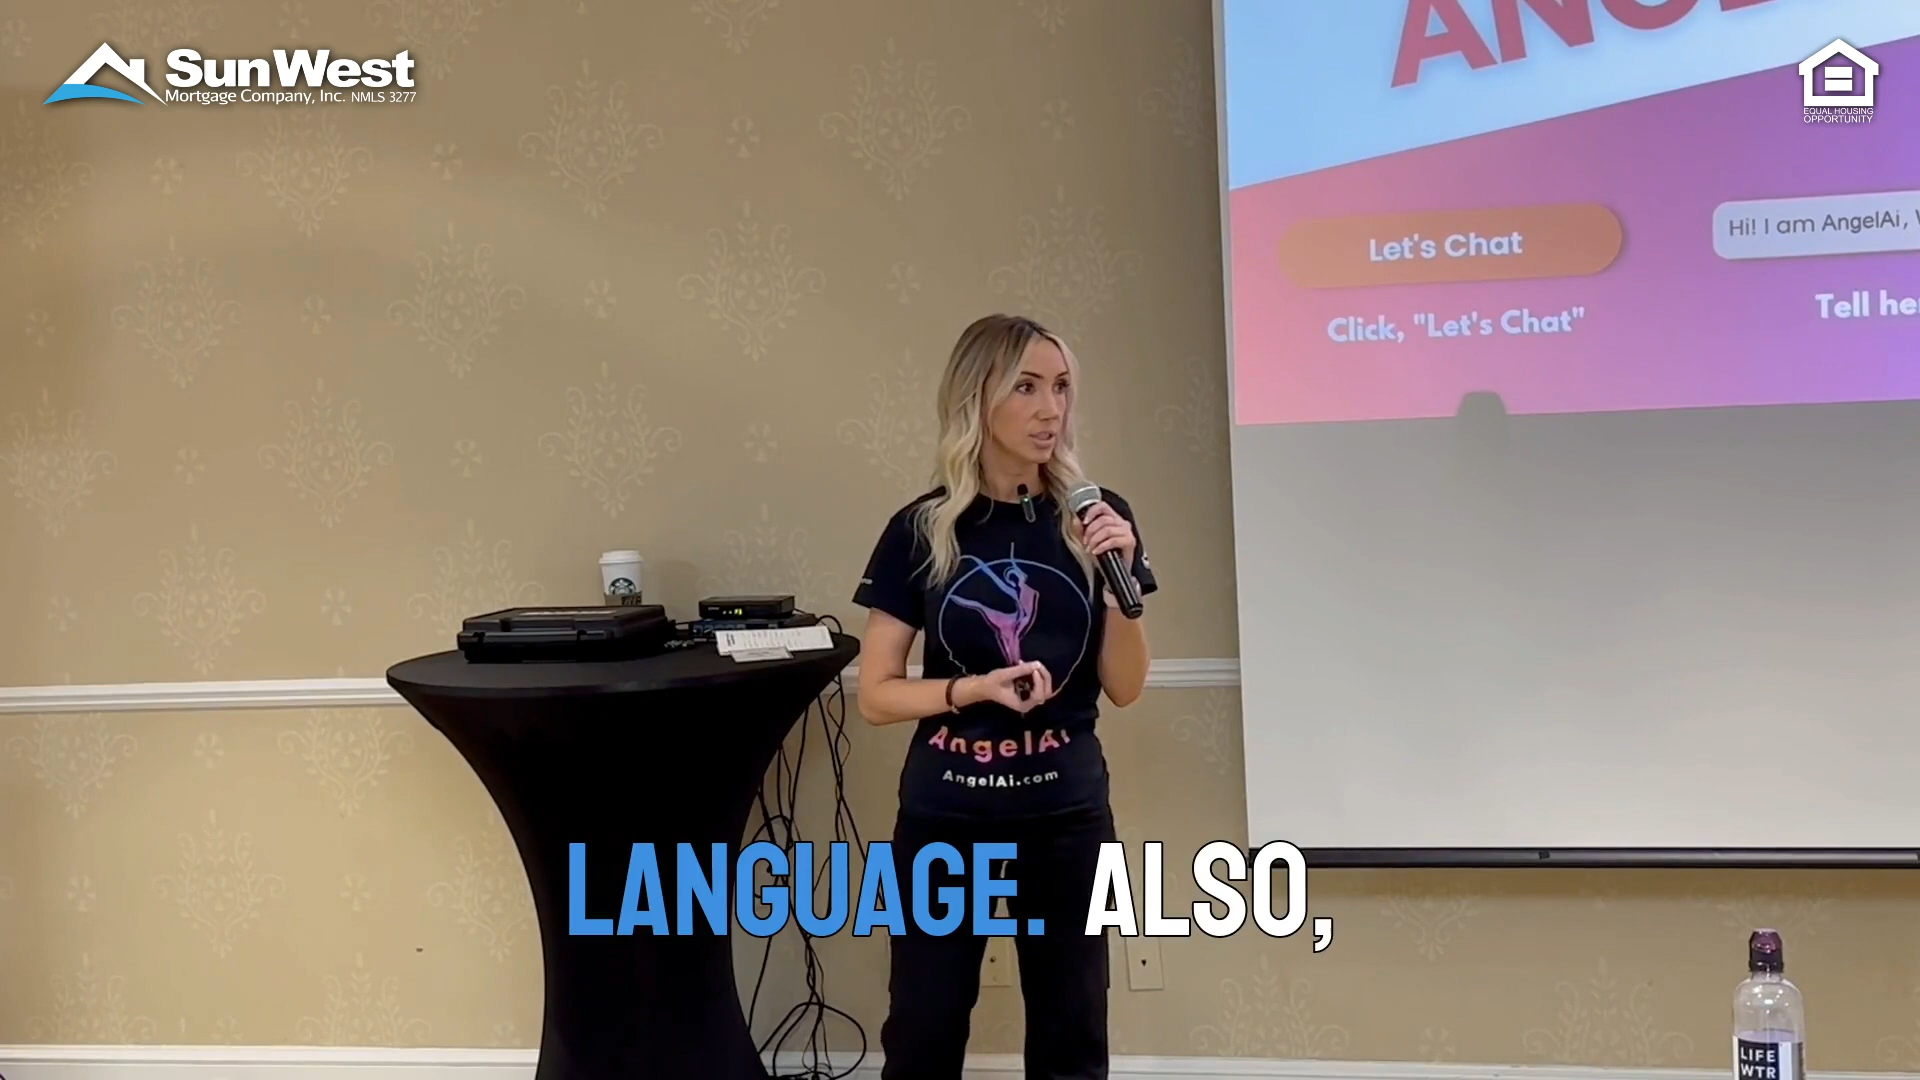 SunWest
Mortgage Company, Inc. NMLS 3277
EQUAL HOUSING
OPPORTUNITY
Let's Chat
Hi! I am AngelAi,
Click, "Let's Chat"
Tell
AngelAi
AngelAi.com
LANGUAGE. ALSO,
LIFE
WTR